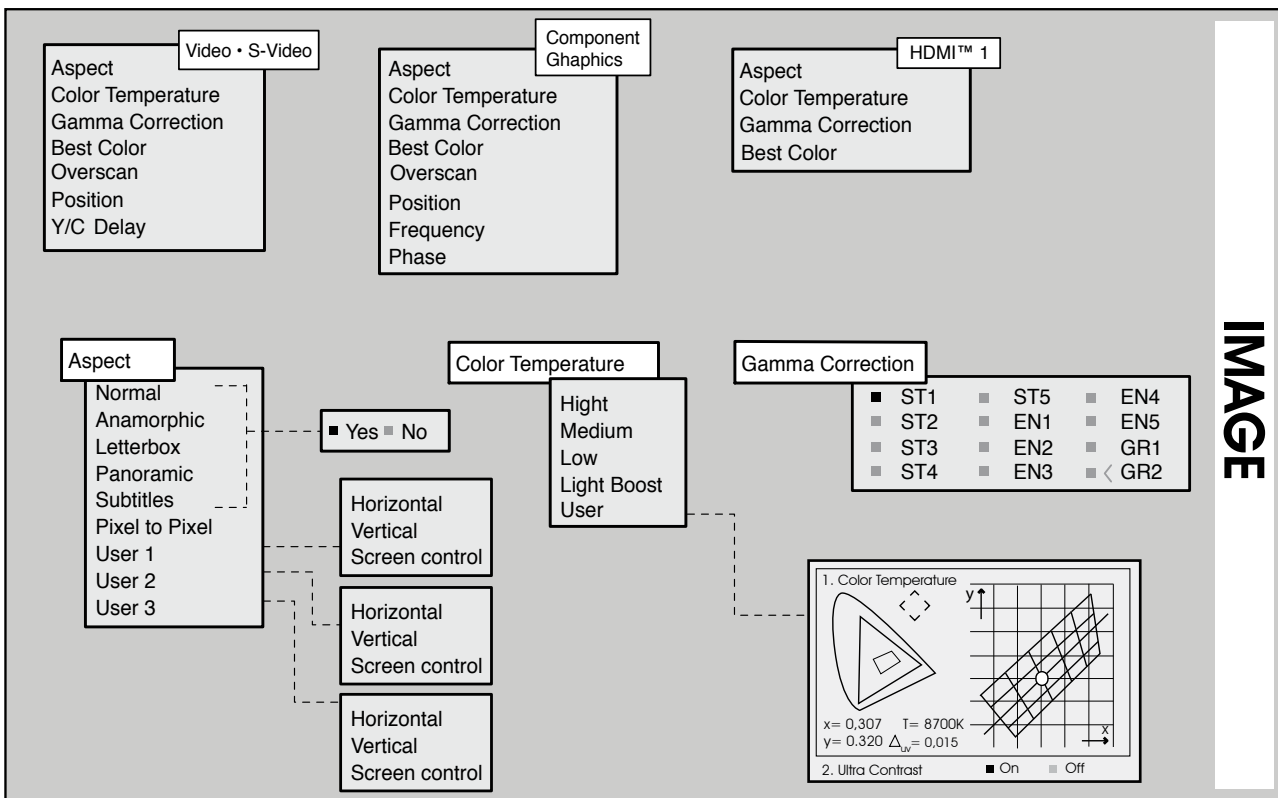 Video • S-Video
Aspect
Color Temperature
Gamma Correction
Best Color
Overscan
Position
Y/C Delay
Component
Ghaphics
Aspect
Color Temperature
Gamma Correction
Best Color
Overscan
Position
Frequency
Phase
HDMI™ 1
Aspect
Color Temperature
Gamma Correction
Best Color
IMAGE
Aspect
Normal
Anamorphic
Letterbox
Panoramic
Subtitles
Pixel to Pixel
User 1
User 2
User 3
Yes No
Horizontal
Vertical
Screen control
Horizontal
Vertical
Screen control
Horizontal
Vertical
Screen control
Color Temperature
Hight
Medium
Low
Light Boost
User
Gamma Correction
ST1 ST5 EN4
ST2 EN1 EN5
ST3 EN2 GR1
ST4 EN3 GR2
1. Color Temperature
y
x
x= 0,307 T= 8700K
y= 0.320 Δuv= 0,015
2. Ultra Contrast On Off